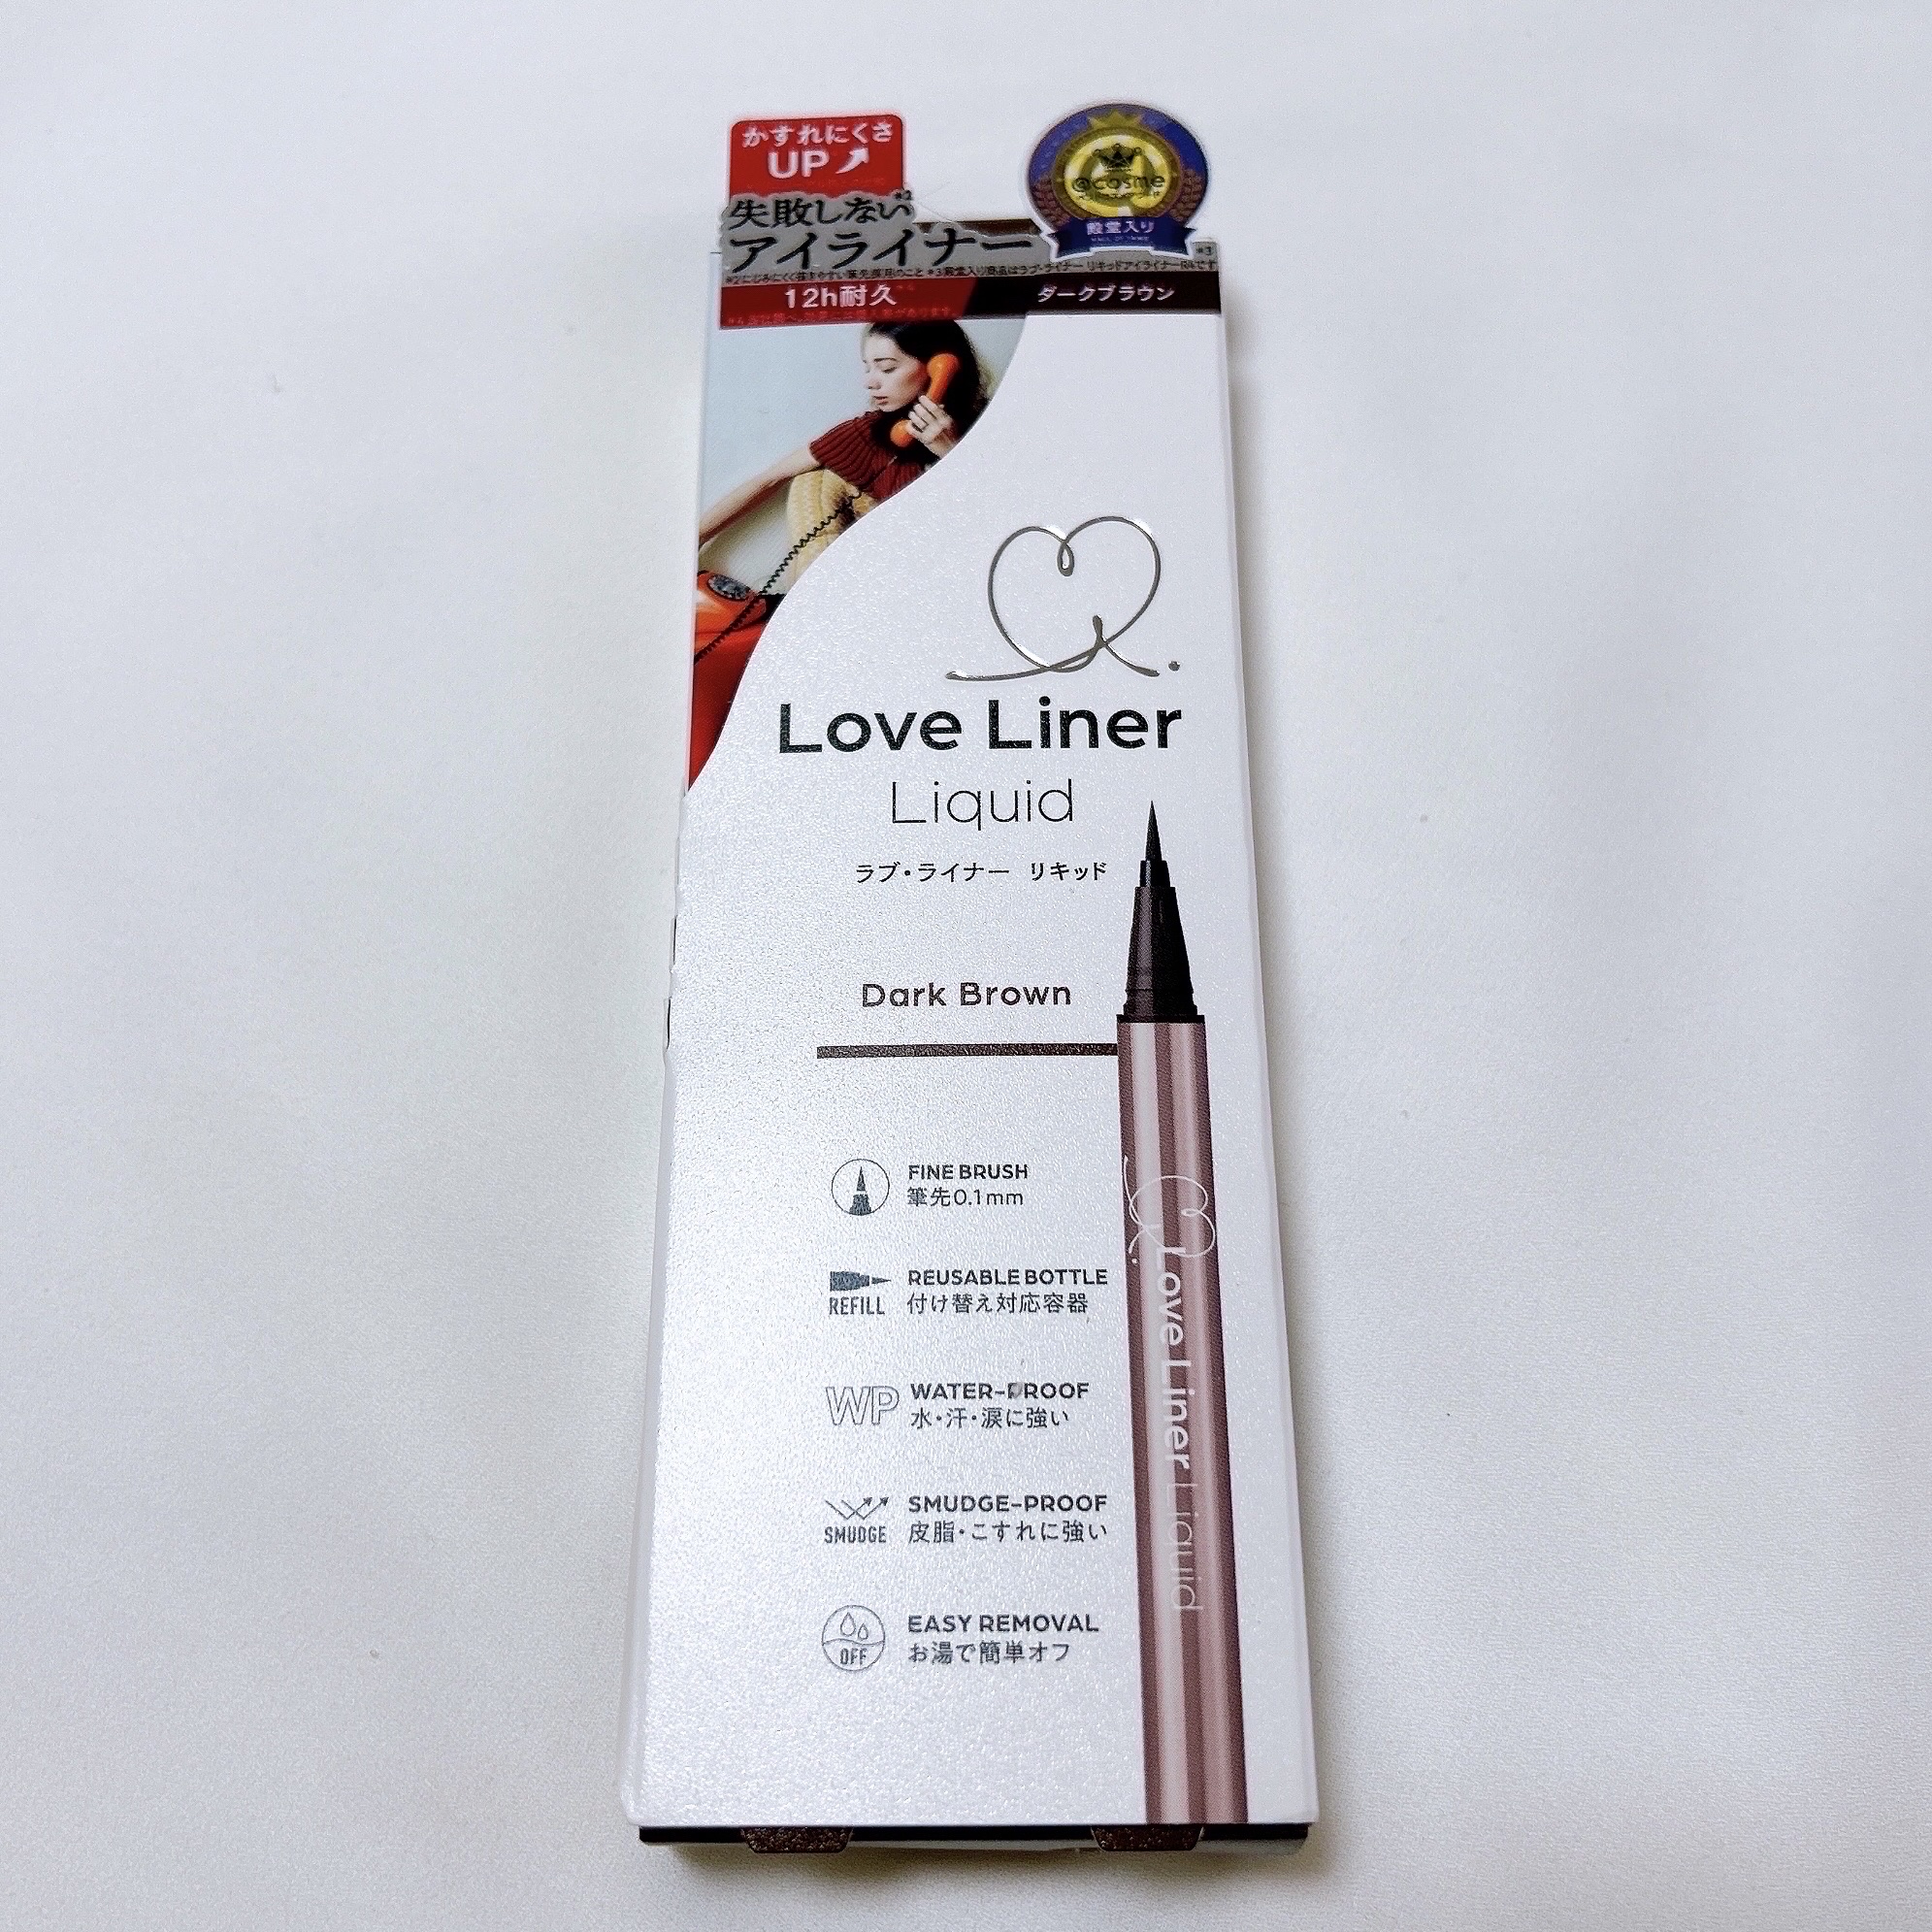 かすれにくさ
UP
失敗しない*2
アイライナー
@cosme
殿堂入り
*3
12h耐久
ダークブラウン
Love Liner
Liquid
ラブ・ライナー リキッド
Dark Brown
FINE BRUSH
筆先0.1mm
REFILL
REUSABLE BOTTLE
付け替え対応容器
WP
WATER-PROOF
水・汗・涙に強い
SMUDGE
SMUDGE-PROOF
皮脂・こすれに強い
OFF
EASY REMOVAL
お湯で簡単オフ
Love Liner Liquid